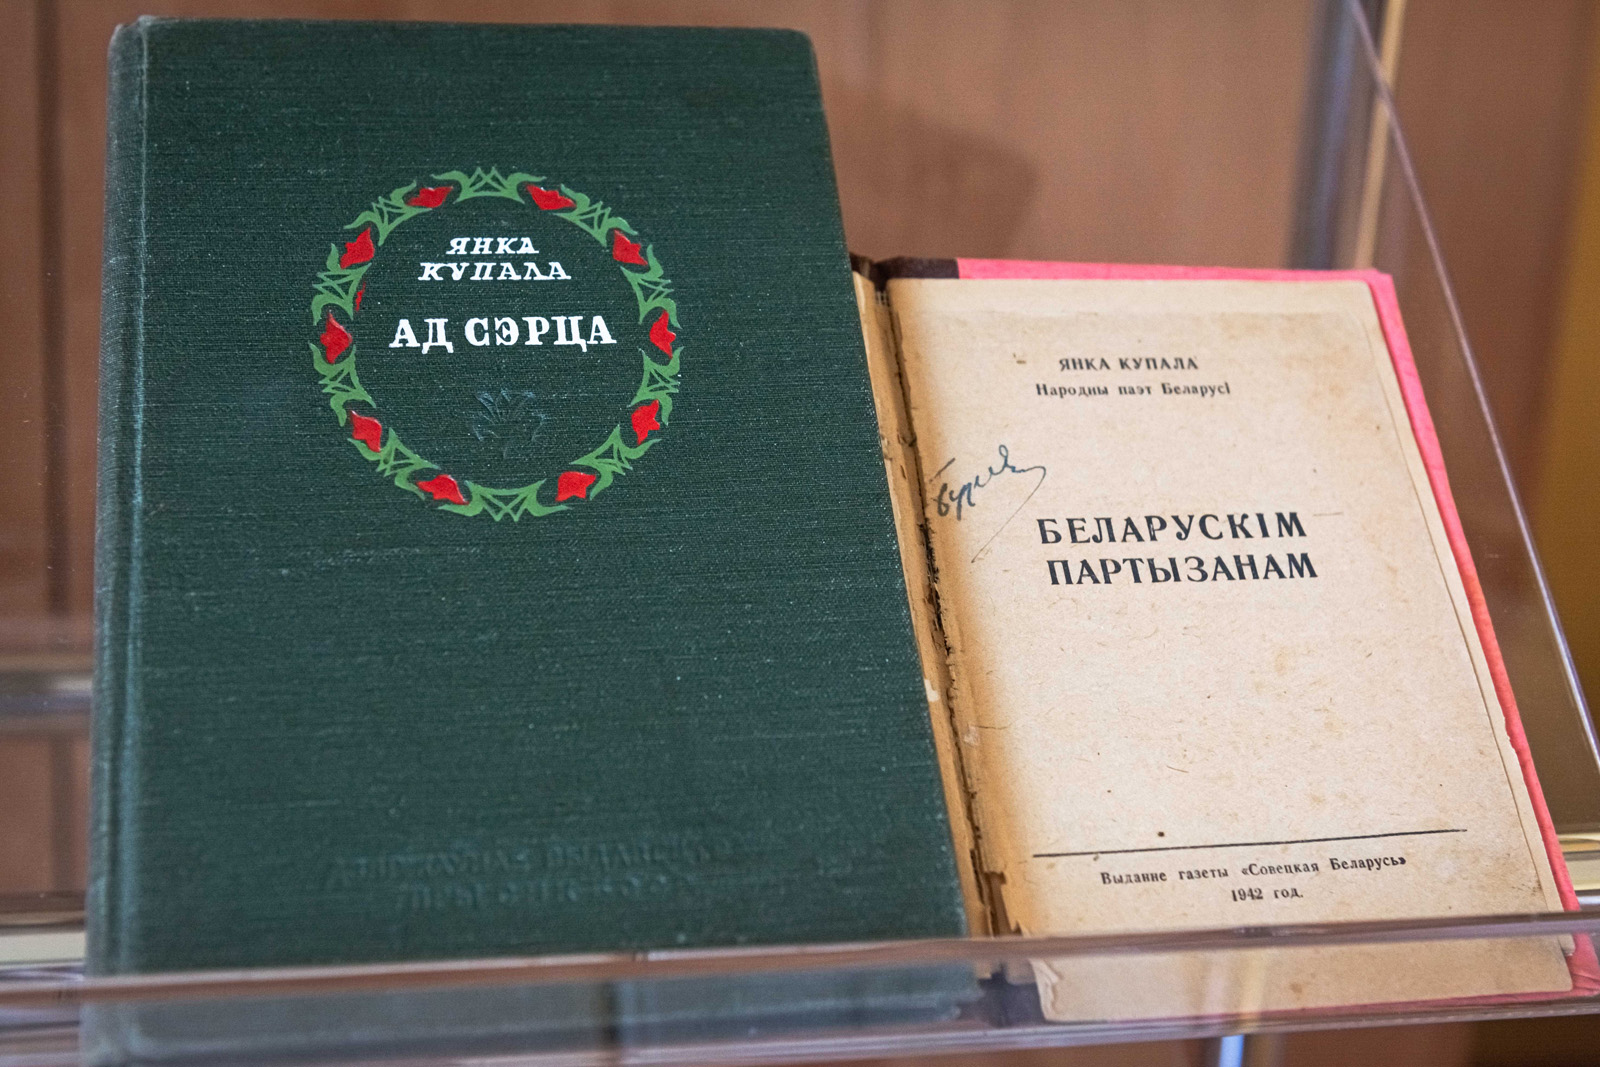 ЯНКА
КУПАЛА
АД СЭРЦА
ЯНКА КУПАЛА
Народны паэт Беларусі
БЕЛАРУСКІМ
ПАРТЫЗАНАМ
Выданне газеты «Совецкая Беларусь»
1942 год.